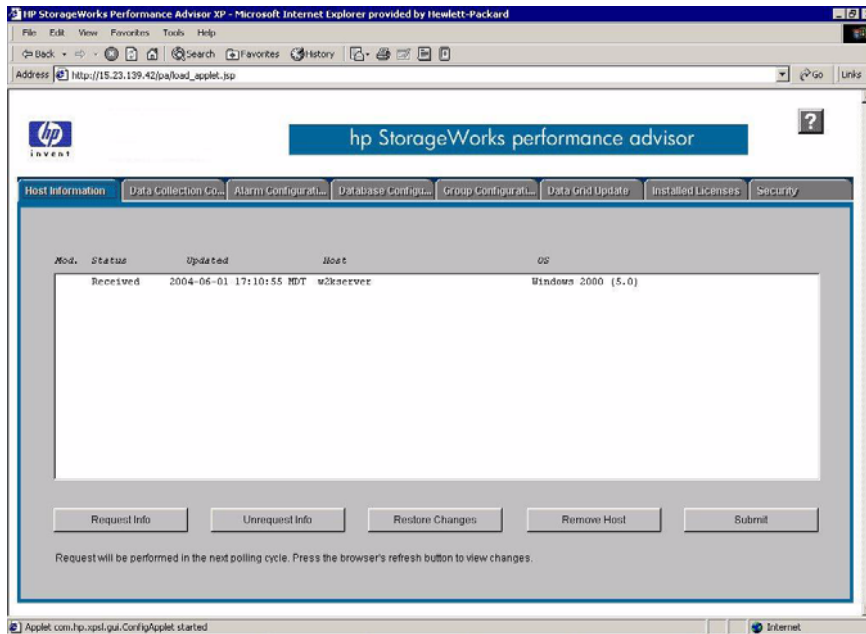 HP StorageWorks Performance Advisor XP - Microsoft Internet Explorer provided by Hewlett-Packard
File Edit View Favorites Tools Help
Back Search Favorites History
Address http://15.23.139.42/pa/load_applet.jsp Go Links
hp
invent
hp StorageWorks performance advisor
?
Host Information Data Collection Co... Alarm Configurati... Database Configu... Group Configurati... Data Grid Update Installed Licenses Security
Mod. Status Updated Host OS
Received 2004-06-01 17:10:55 MDT w2kserver Windows 2000 (5.0)
Request Info Unrequest Info Restore Changes Remove Host Submit
Request will be performed in the next polling cycle. Press the browser's refresh button to view changes.
Applet com.hp.xpsl.gui.ConfigApplet started Internet